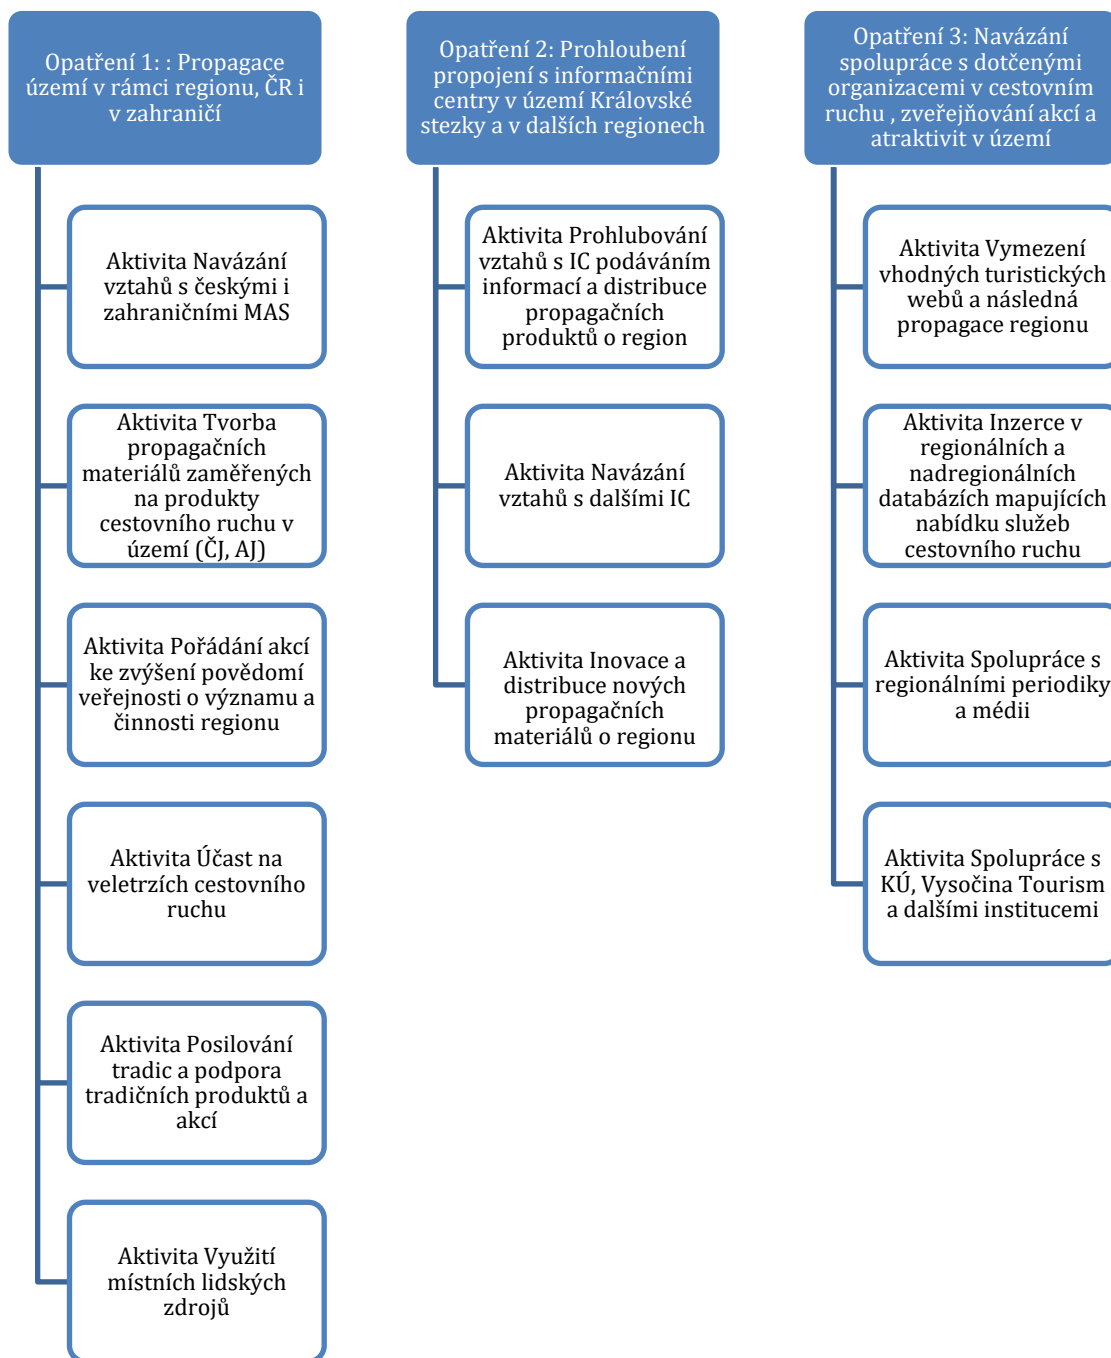 Opatření 1: : Propagace
území v rámci regionu, ČR i
v zahraničí
Aktivita Navázání
vztahů s českými i
zahraničními MAS
Aktivita Tvorba
propagačních
materiálů zaměřených
na produkty
cestovního ruchu v
území (ČJ, AJ)
Aktivita Pořádání akcí
ke zvýšení povědomí
veřejnosti o významu a
činnosti regionu
Aktivita Účast na
veletrzích cestovního
ruchu
Aktivita Posilování
tradic a podpora
tradičních produktů a
akcí
Aktivita Využití
místních lidských
zdrojů
Opatření 2: Prohloubení
propojení s informačními
centry v území Královské
stezky a v dalších regionech
Aktivita Prohlubování
vztahů s IC podáváním
informací a distribuce
propagačních
produktů o region
Aktivita Navázání
vztahů s dalšími IC
Aktivita Inovace a
distribuce nových
propagačních
materiálů o regionu
Opatření 3: Navázání
spolupráce s dotčenými
organizacemi v cestovním
ruchu , zveřejňování akcí a
atraktivit v území
Aktivita Vymezení
vhodných turistických
webů a následná
propagace regionu
Aktivita Inzerce v
regionálních a
nadregionálních
databázích mapujících
nabídku služeb
cestovního ruchu
Aktivita Spolupráce s
regionálními periodiky
a médii
Aktivita Spolupráce s
KÚ, Vysočina Tourism
a dalšími institucemi